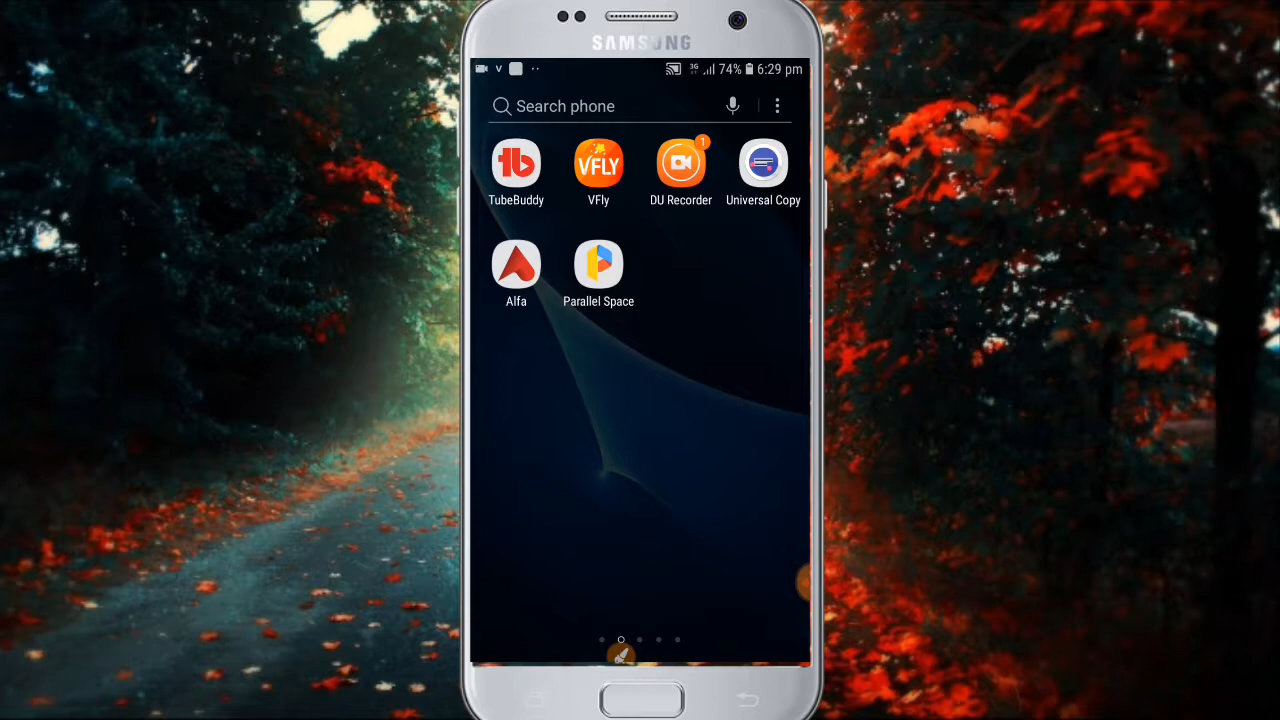 SAMSUNG
V 3G 74% 6:29 pm
Search phone
1
tb VFLY
TubeBuddy VFly DU Recorder Universal Copy
Alfa Parallel Space